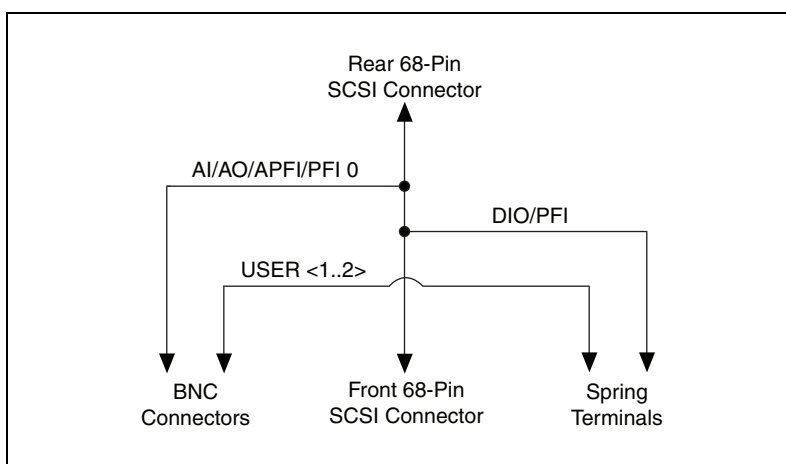 Rear 68-Pin
SCSI Connector
AI/AO/APFI/PFI 0
DIO/PFI
USER <1..2>
BNC
Connectors
Front 68-Pin
SCSI Connector
Spring
Terminals